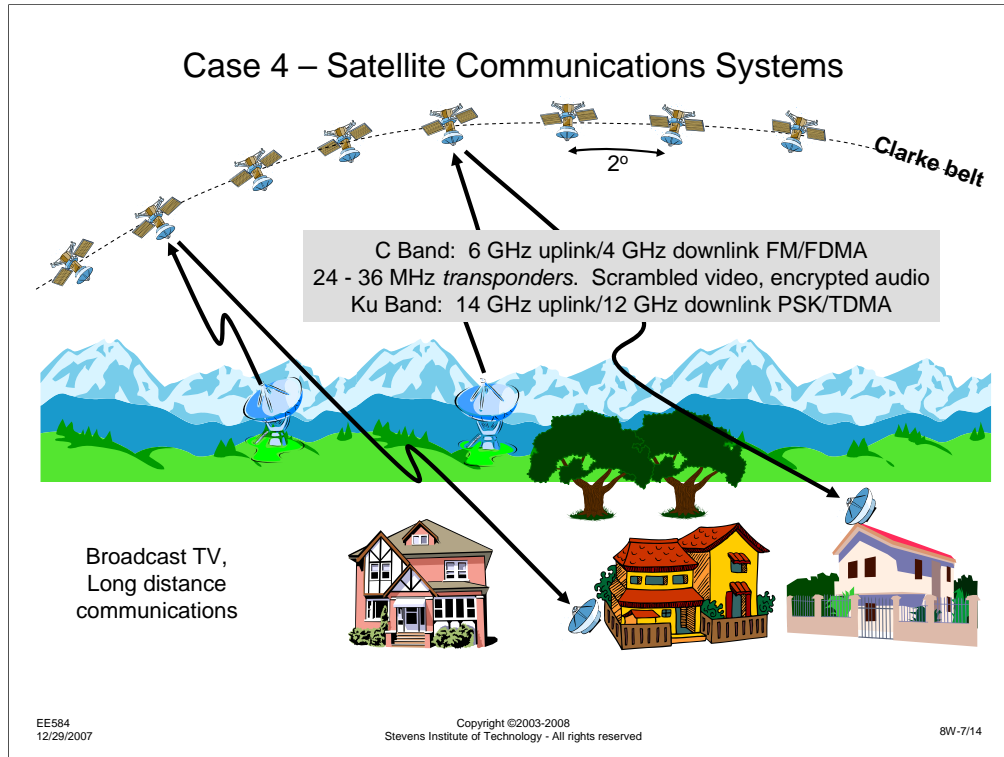 Case 4 – Satellite Communications Systems
Clarke belt
2o
C Band:  6 GHz uplink/4 GHz downlink FM/FDMA
24 - 36 MHz transponders.  Scrambled video, encrypted audio
Ku Band:  14 GHz uplink/12 GHz downlink PSK/TDMA
Broadcast TV,
Long distance
communications
EE584
12/29/2007
Copyright ©2003-2008
Stevens Institute of Technology - All rights reserved
8W-7/14